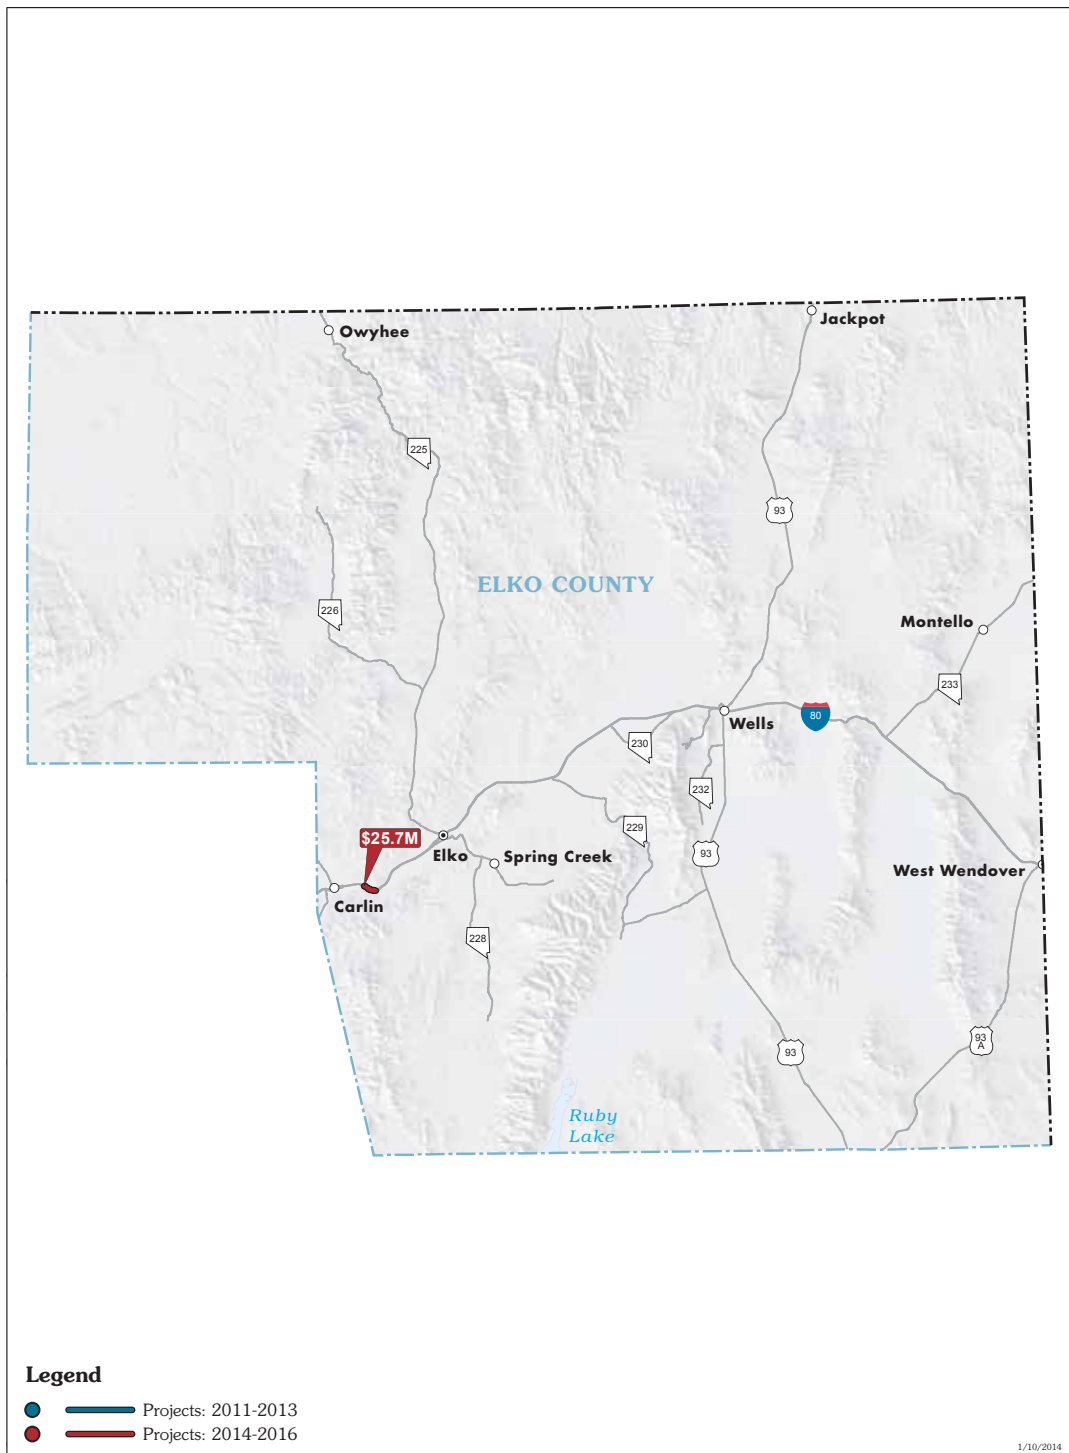 Jackpot
Owyhee
225
93
ELKO COUNTY
226
Montello
233
Wells
80
230
232
229
$25.7M
Elko
Spring Creek
93
West Wendover
Carlin
228
93
93
A
Ruby
Lake
Legend
Projects: 2011-2013
Projects: 2014-2016
1/10/2014